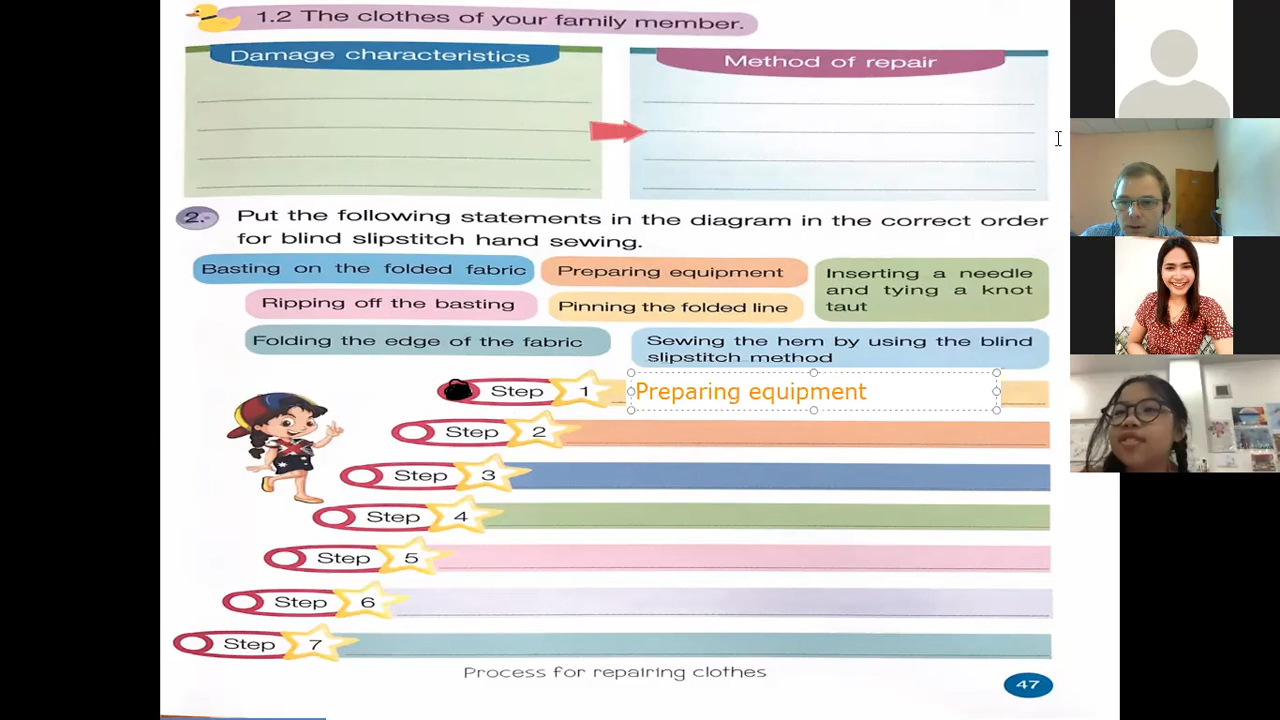 1.2 The clothes of your family member.
Damage characteristics
Method of repair
2. Put the following statements in the diagram in the correct order
for blind slipstitch hand sewing.
Basting on the folded fabric
Preparing equipment
Inserting a needle
and tying a knot
taut
Ripping off the basting
Pinning the folded line
Folding the edge of the fabric
Sewing the hem by using the blind
slipstitch method
Step 1 Preparing equipment
Step 2
Step 3
Step 4
Step 5
Step 6
Step 7
Process for repairing clothes
47